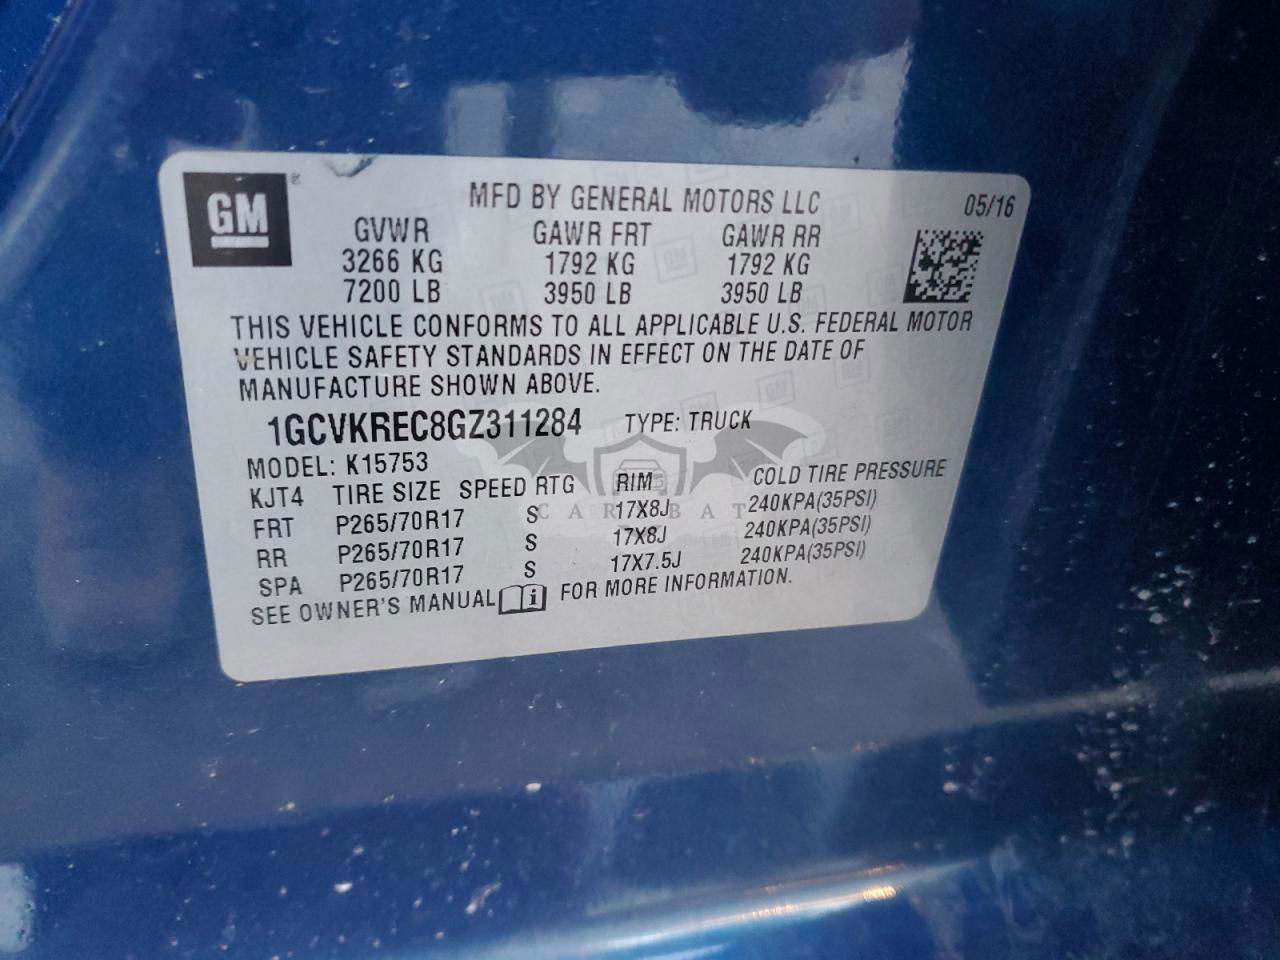 GM
MFD BY GENERAL MOTORS LLC 05/16
GVWR GAWR FRT GAWR RR
3266 KG 1792 KG 1792 KG
7200 LB 3950 LB 3950 LB
THIS VEHICLE CONFORMS TO ALL APPLICABLE U.S. FEDERAL MOTOR
VEHICLE SAFETY STANDARDS IN EFFECT ON THE DATE OF
MANUFACTURE SHOWN ABOVE.
1GCVKREC8GZ311284 TYPE: TRUCK
MODEL: K15753
KJT4 TIRE SIZE SPEED RTG RIM COLD TIRE PRESSURE
FRT P265/70R17 S 17X8J 240KPA(35PSI)
RR P265/70R17 S 17X8J 240KPA(35PSI)
SPA P265/70R17 S 17X7.5J 240KPA(35PSI)
SEE OWNER'S MANUAL i FOR MORE INFORMATION.
CARSBAT